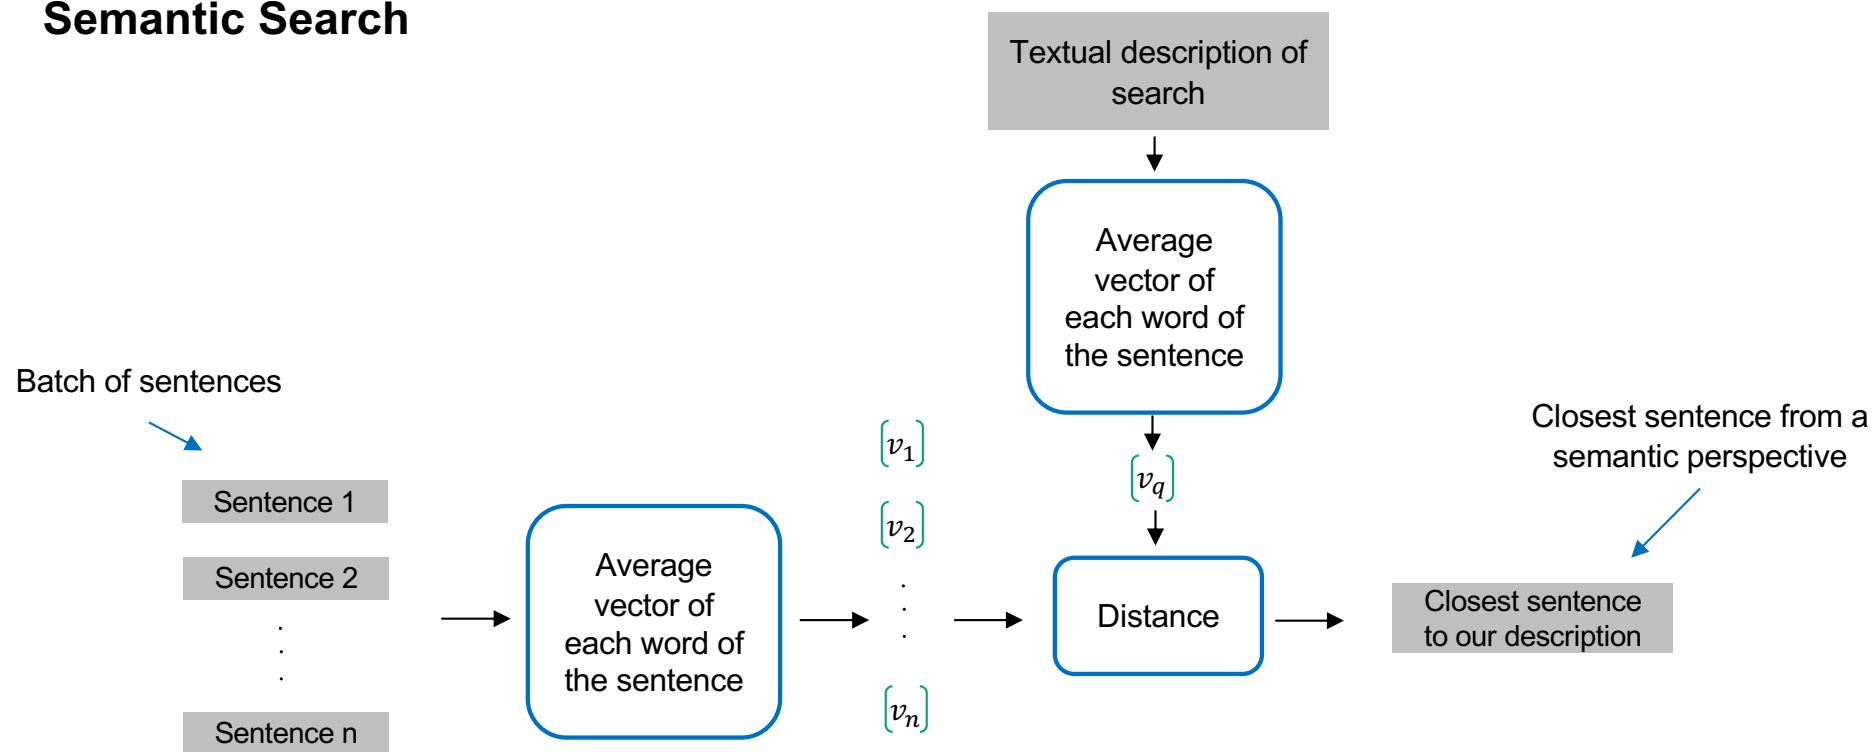 Semantic Search
Textual description of
search
Average
vector of
each word of
the sentence
Batch of sentences
Sentence 1
Sentence 2
.
.
.
Sentence n
Average
vector of
each word of
the sentence
[v₁]
[v₂]
.
.
.
[vₙ]
[v_q]
Distance
Closest sentence from a
semantic perspective
Closest sentence
to our description